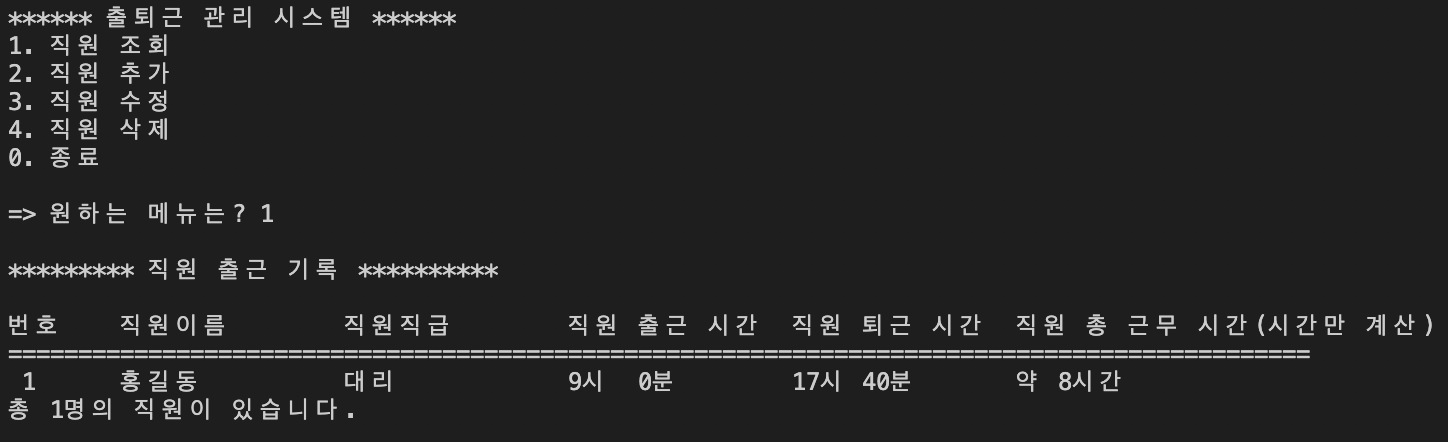 ****** 출퇴근 관리 시스템 ******
1. 직원 조회
2. 직원 추가
3. 직원 수정
4. 직원 삭제
0. 종료
=> 원하는 메뉴는? 1
********* 직원 출근 기록 **********
번호 직원이름 직원직급 직원 출근 시간 직원 퇴근 시간 직원 총 근무 시간(시간만 계산)
=============================================================================================
1 홍길동 대리 9시 0분 17시 40분 약 8시간
총 1명의 직원이 있습니다.